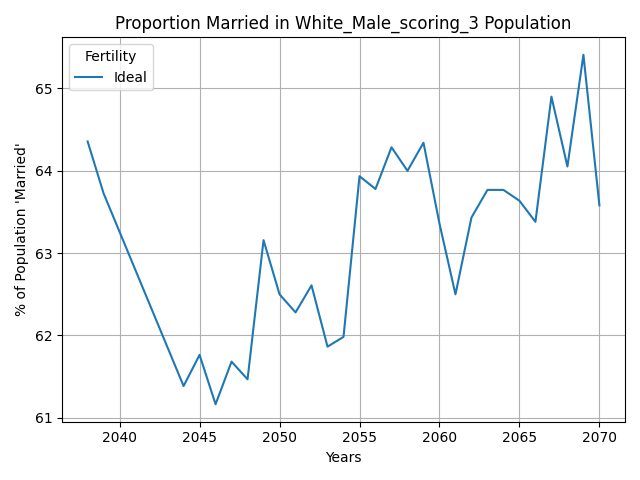 Proportion Married in White_Male_scoring_3 Population
Fertility
Ideal
% of Population 'Married'
65
64
63
62
61
2040 2045 2050 2055 2060 2065 2070
Years